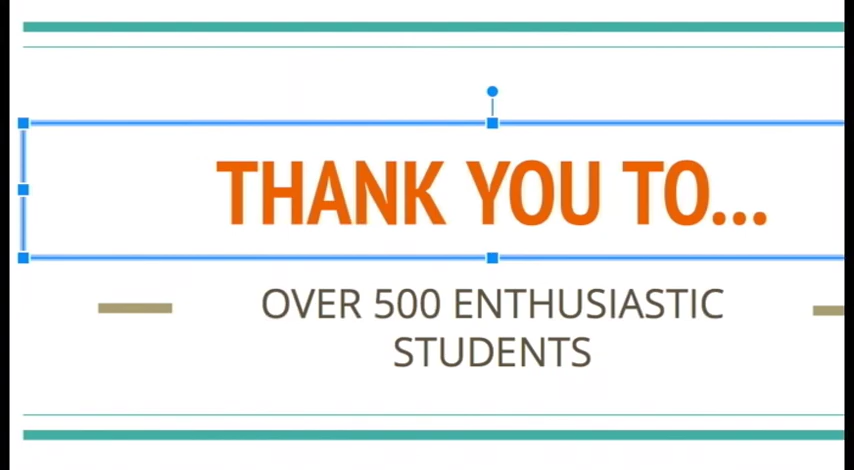 THANK YOU TO...
OVER 500 ENTHUSIASTIC
STUDENTS